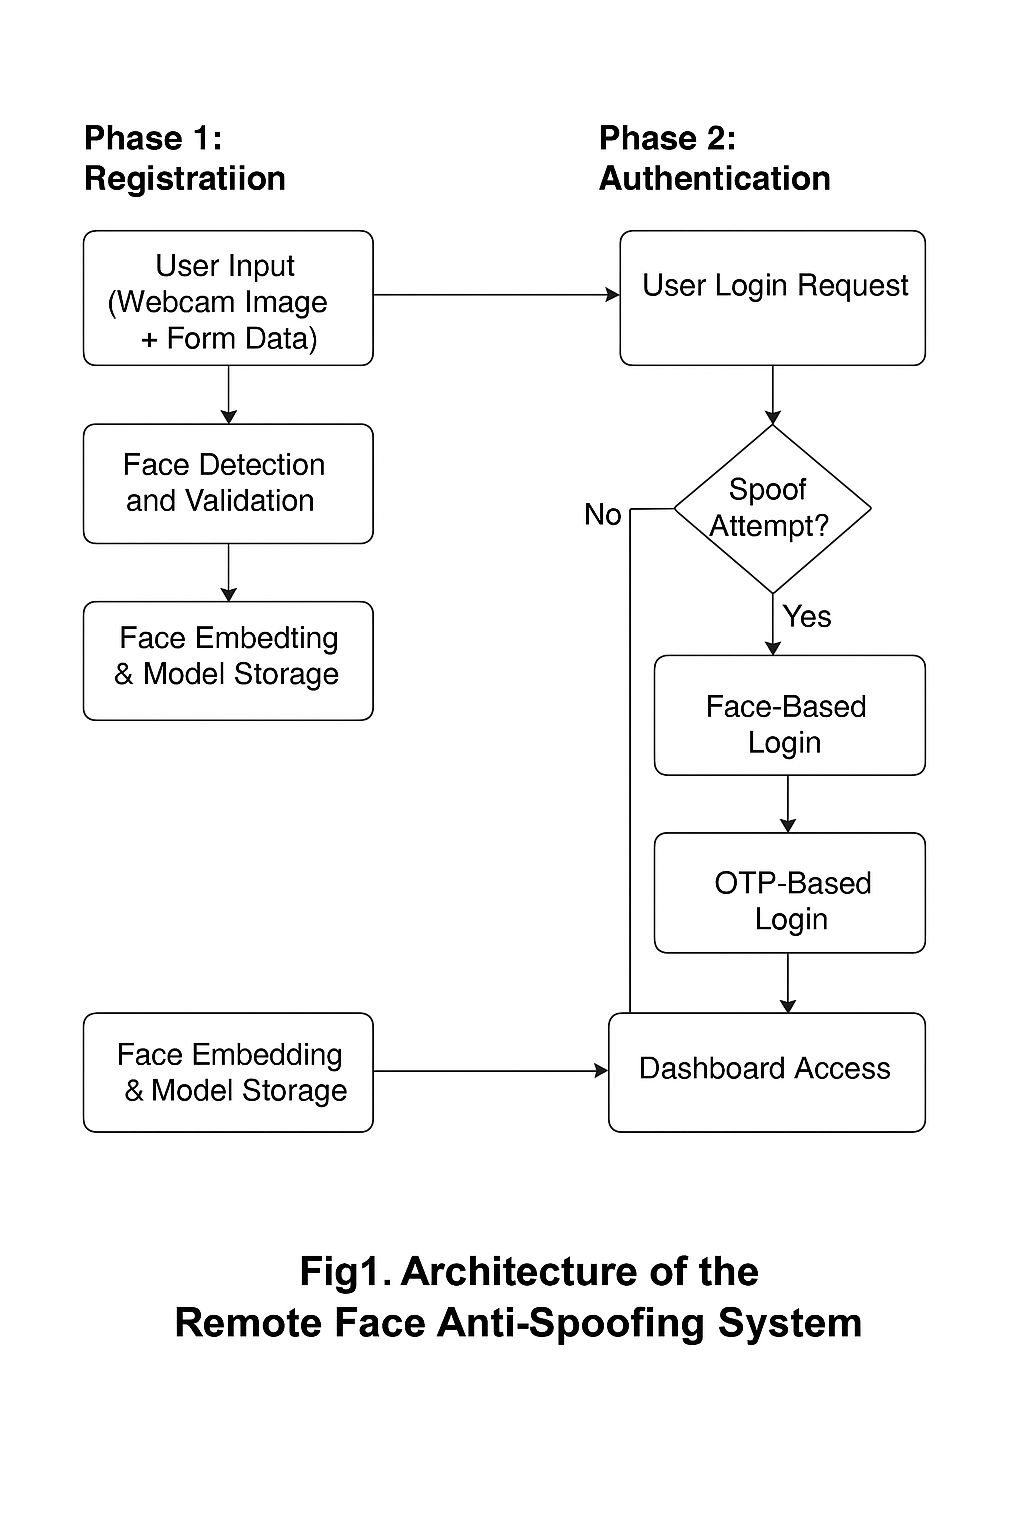 Phase 1:
Registratiion
User Input
(Webcam Image
+ Form Data)
Face Detection
and Validation
Face Embedting
& Model Storage
Phase 2:
Authentication
User Login Request
Spoof
Attempt?
No
Yes
Face-Based
Login
OTP-Based
Login
Face Embedding
& Model Storage
Dashboard Access
Fig1. Architecture of the
Remote Face Anti-Spoofing System